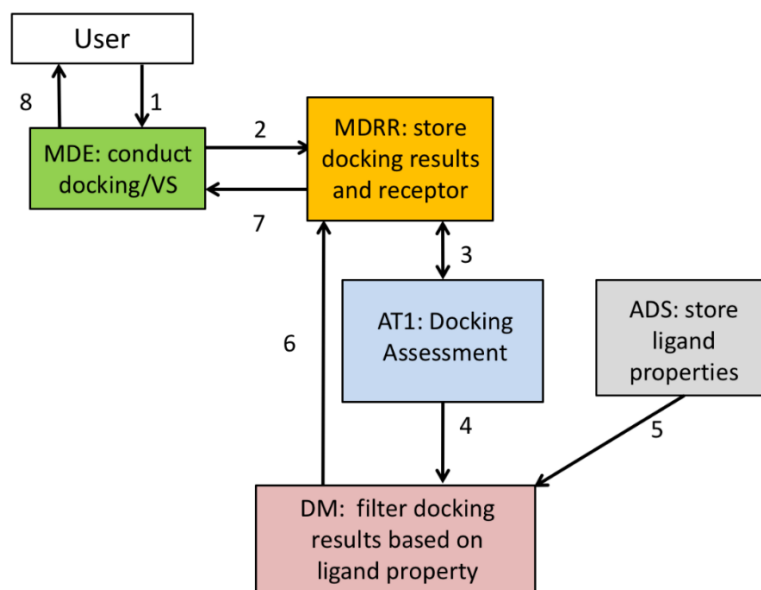 User
8
1
MDE: conduct
docking/VS
2
7
MDRR: store
docking results
and receptor
3
AT1: Docking
Assessment
ADS: store
ligand
properties
6
4
5
DM:  filter docking
results based on
ligand property